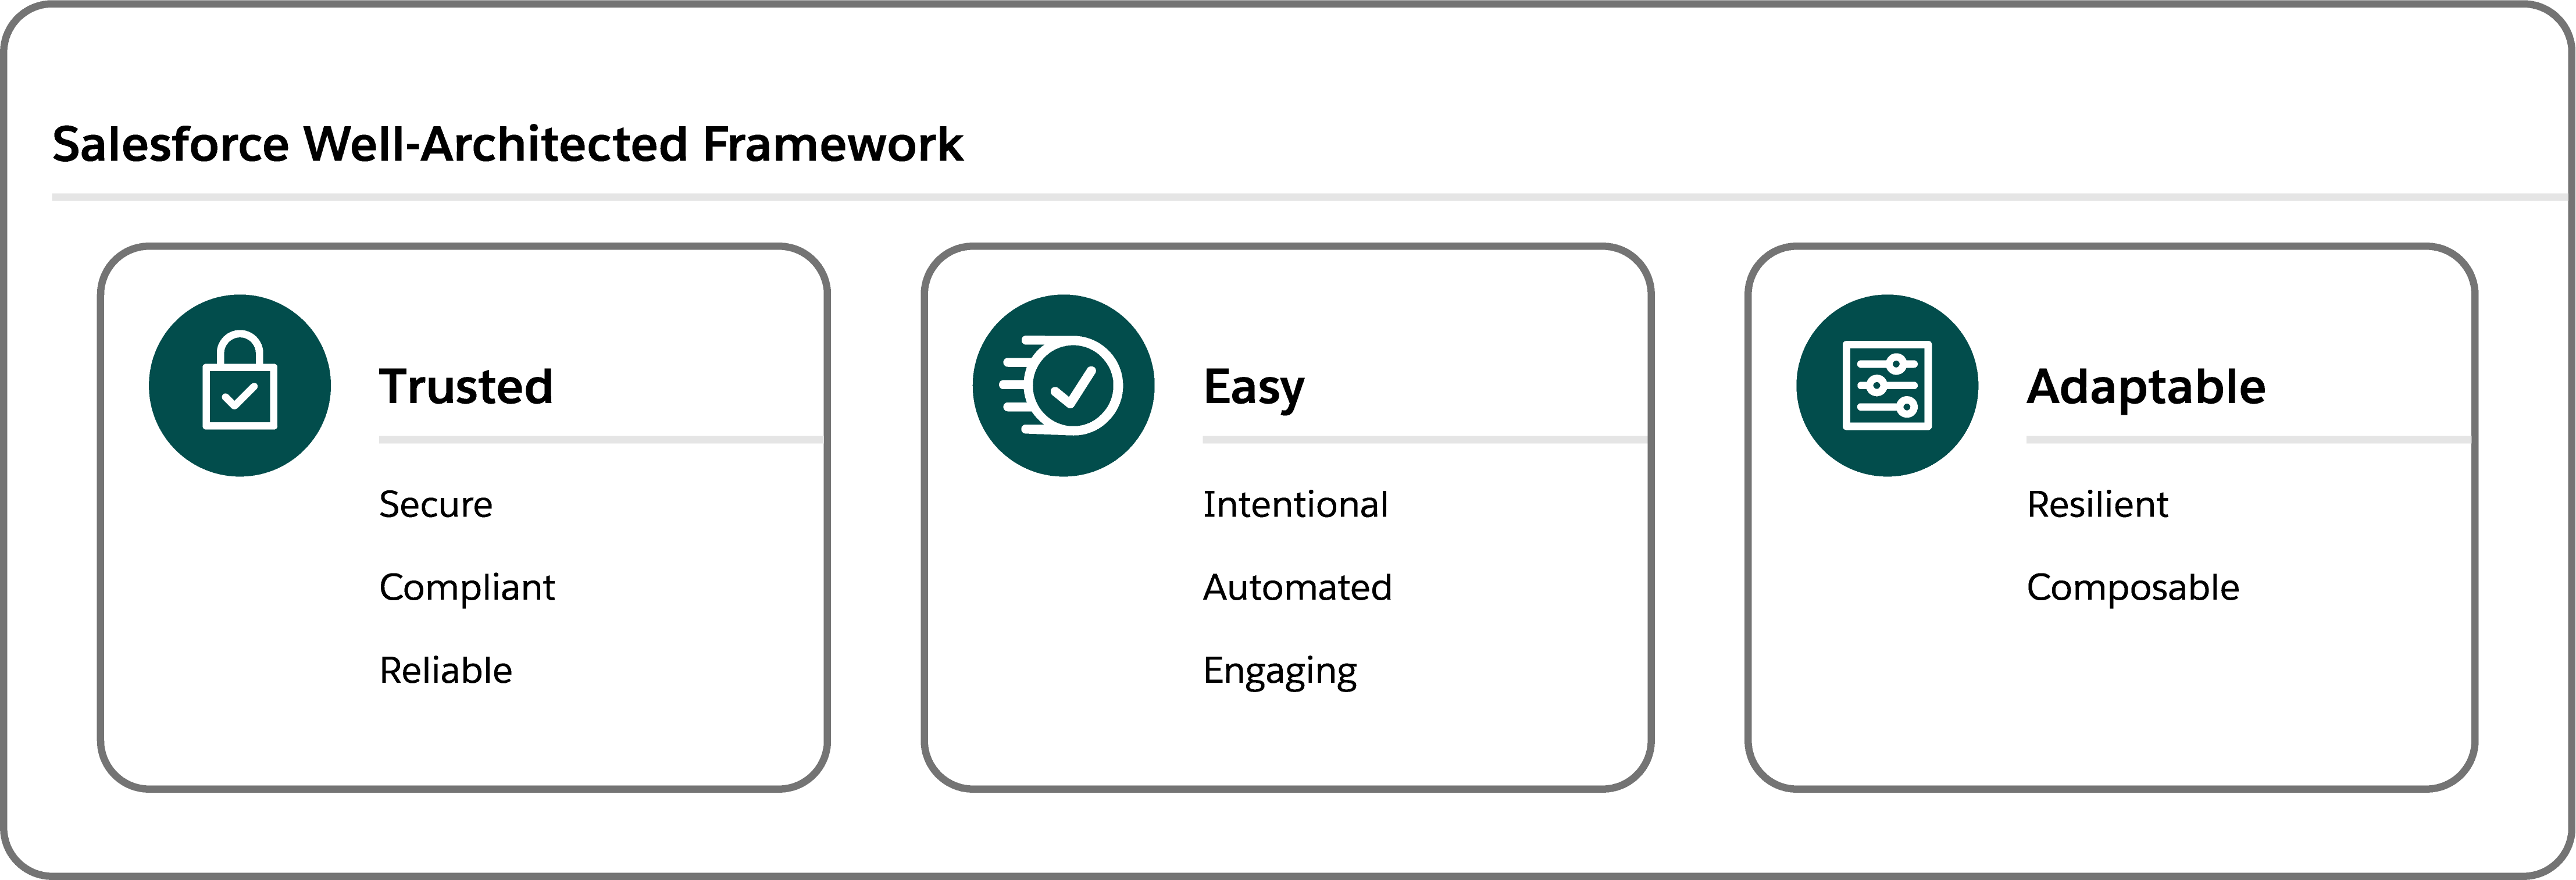 Salesforce Well-Architected Framework
Trusted
Secure
Compliant
Reliable
Easy
Intentional
Automated
Engaging
Adaptable
Resilient
Composable